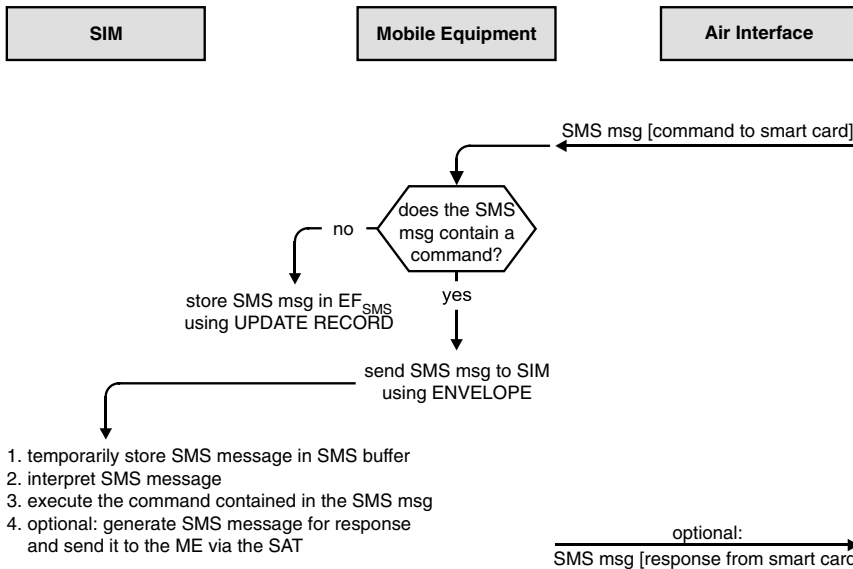 SIM
Mobile Equipment
Air Interface
SMS msg [command to smart card]
does the SMS
msg contain a
command?
no
yes
store SMS msg in EF_SMS
using UPDATE RECORD
send SMS msg to SIM
using ENVELOPE
1. temporarily store SMS message in SMS buffer
2. interpret SMS message
3. execute the command contained in the SMS msg
4. optional: generate SMS message for response
and send it to the ME via the SAT
optional:
SMS msg [response from smart card